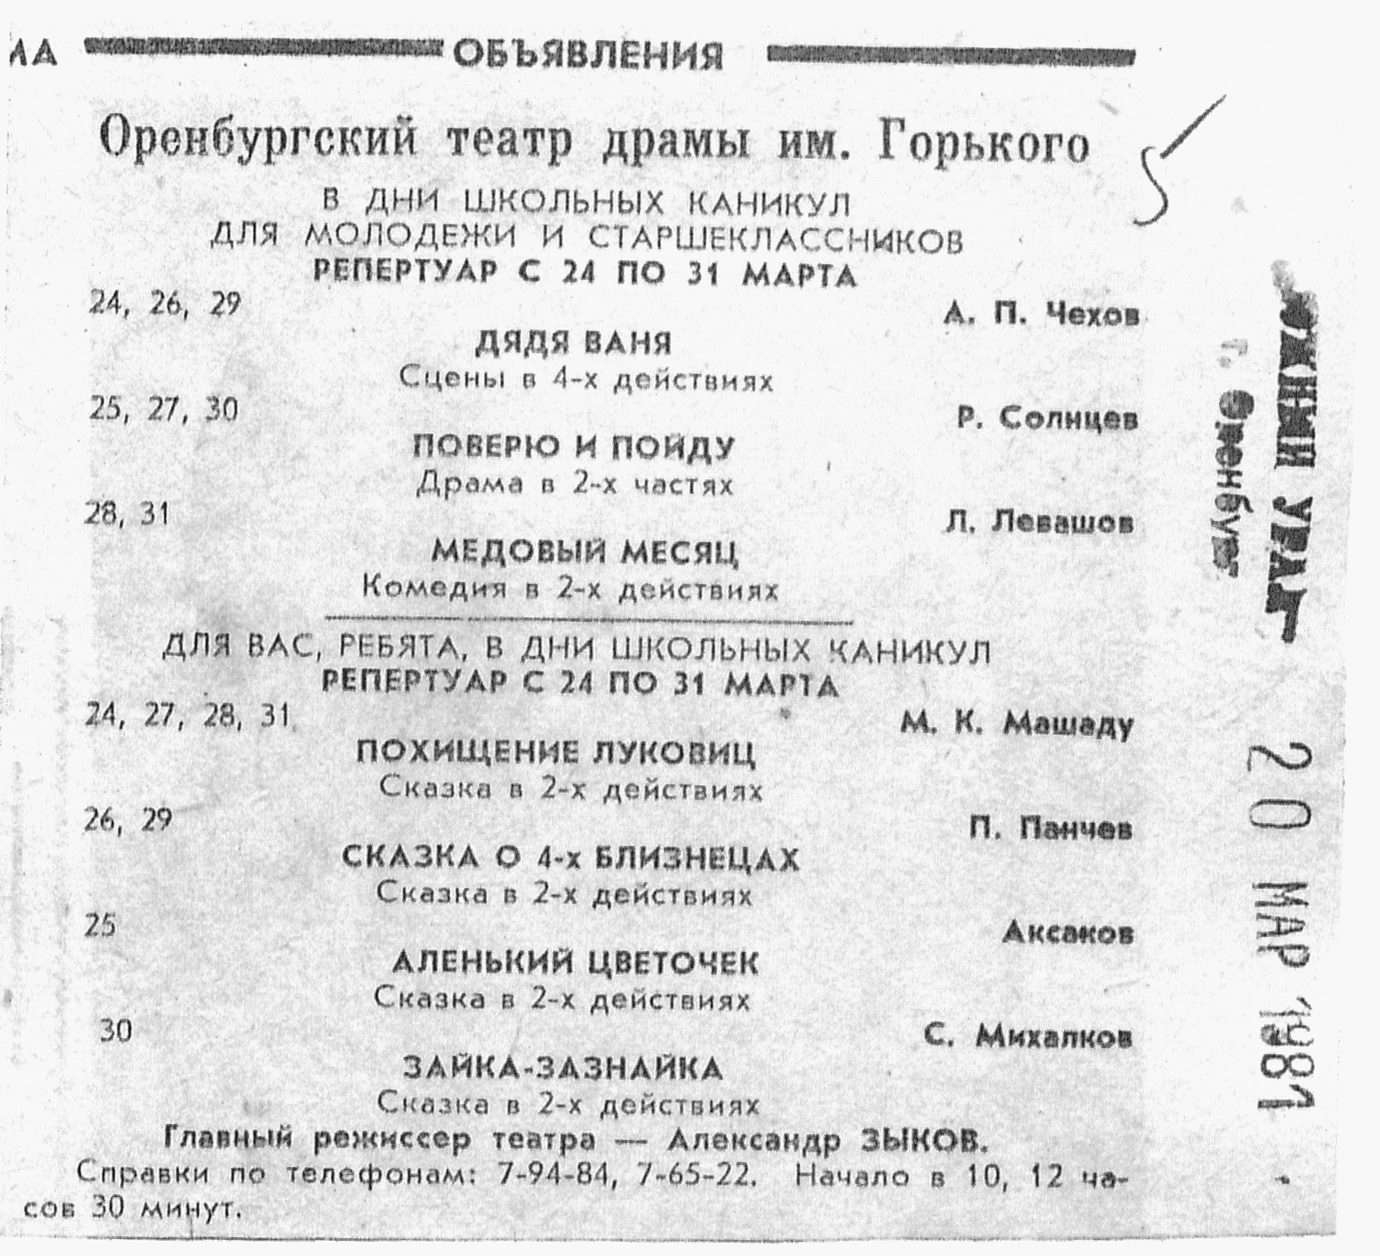 ОБЪЯВЛЕНИЯ
Оренбургский театр драмы им. Горького
В ДНИ ШКОЛЬНЫХ КАНИКУЛ
ДЛЯ МОЛОДЕЖИ И СТАРШЕКЛАССНИКОВ
РЕПЕРТУАР С 24 ПО 31 МАРТА
24, 26, 29 А. П. Чехов
ДЯДЯ ВАНЯ
Сцены в 4-х действиях
25, 27, 30 Р. Солнцев
ПОВЕРЮ И ПОЙДУ
Драма в 2-х частях
28, 31 Л. Левашов
МЕДОВЫЙ МЕСЯЦ
Комедия в 2-х действиях
ДЛЯ ВАС, РЕБЯТА, В ДНИ ШКОЛЬНЫХ КАНИКУЛ
РЕПЕРТУАР С 24 ПО 31 МАРТА
24, 27, 28, 31 М. К. Машаду
ПОХИЩЕНИЕ ЛУКОВИЦ
Сказка в 2-х действиях
26, 29 П. Панчев
СКАЗКА О 4-х БЛИЗНЕЦАХ
Сказка в 2-х действиях
25 Аксаков
АЛЕНЬКИЙ ЦВЕТОЧЕК
Сказка в 2-х действиях
30 С. Михалков
ЗАЙКА-ЗАЗНАЙКА
Сказка в 2-х действиях
Главный режиссер театра — Александр ЗЫКОВ.
Справки по телефонам: 7-94-84, 7-65-22. Начало в 10, 12 ча-
сов 30 минут.
ЮЖНЫЙ УРАЛ
г. Оренбург
20 МАР 1981